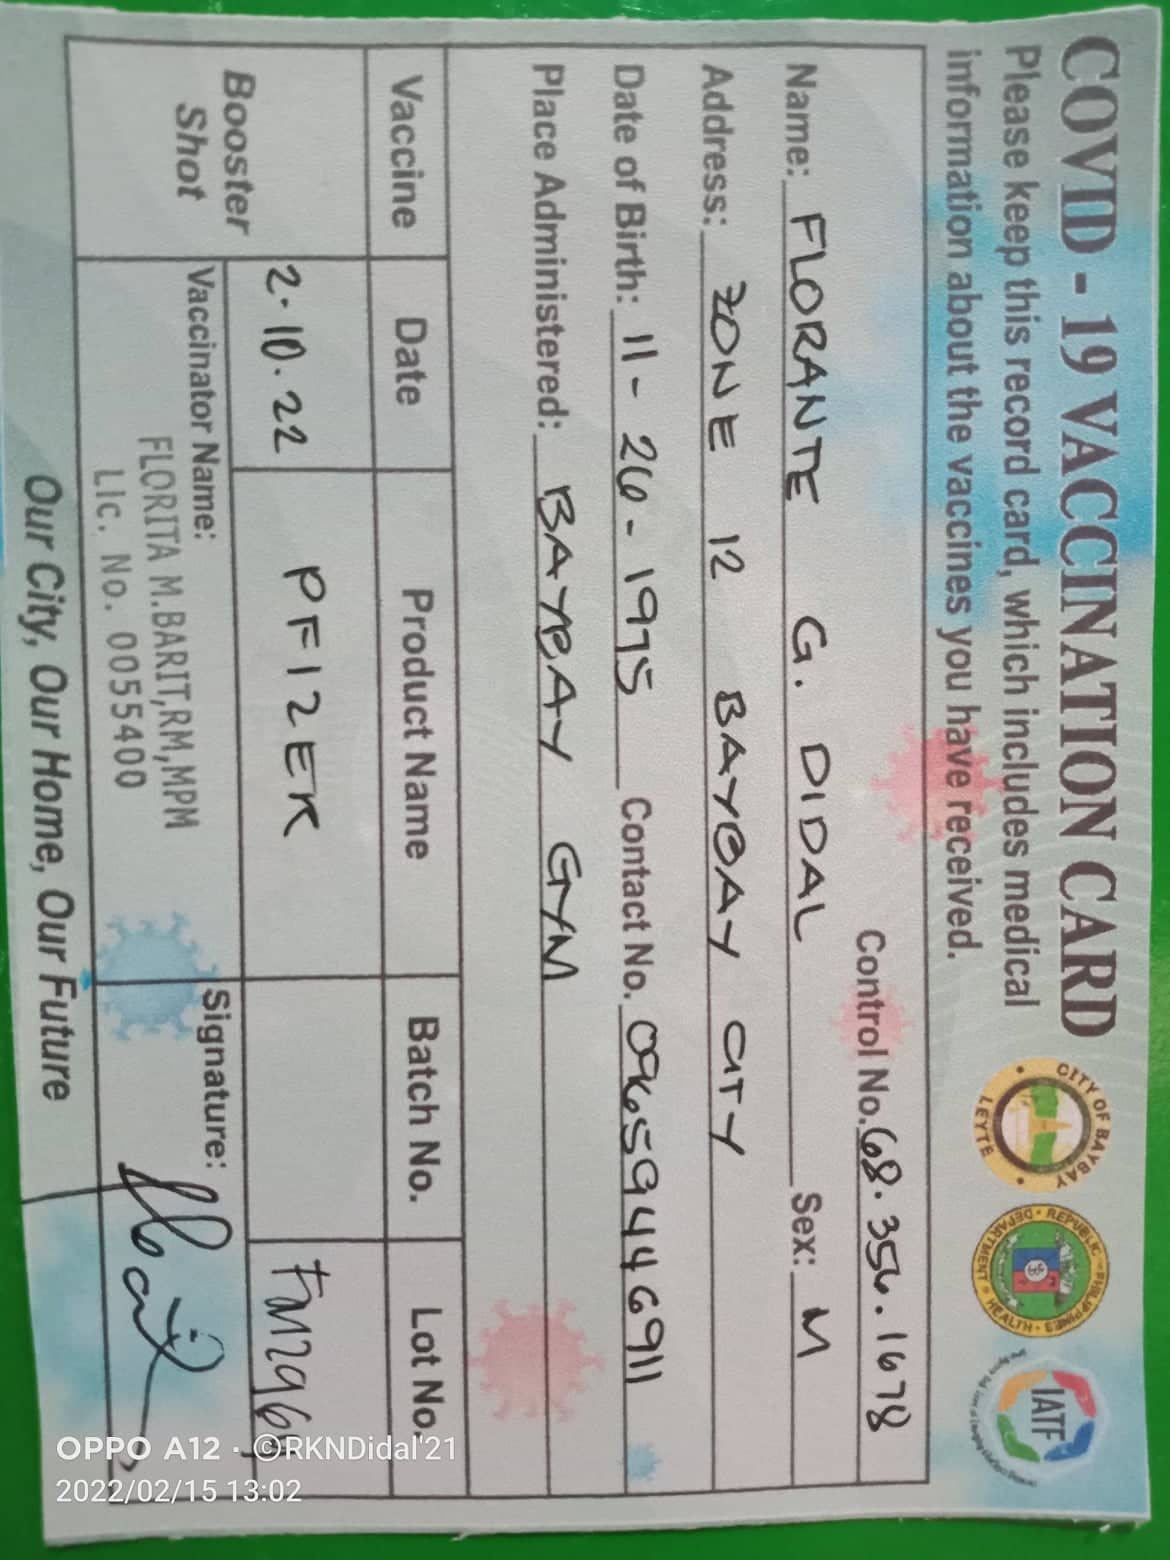 COVID - 19 VACCINATION CARD
Please keep this record card, which includes medical
information about the vaccines you have received.
CITY OF BAYBAY
LEYTE
REPUBLIC PHILIPPINES
DEPARTMENT HEALTH
IATF
Control No. 68.356.1678
Name: FLORANTE G. DIDAL Sex: M
Address: ZONE 12 BAYBAY CITY
Date of Birth: 11-26-1995 Contact No. 09659446911
Place Administered: BAYBAY GYM
Vaccine Date Product Name Batch No. Lot No.
Booster
Shot
2.10.22 PFIZER
Vaccinator Name: Signature:
FLORITA M.BARIT,RM,MPM
Lic. No. 0055400
Our City, Our Home, Our Future
OPPO A12 · ©RKNDidal'21
2022/02/15 13:02